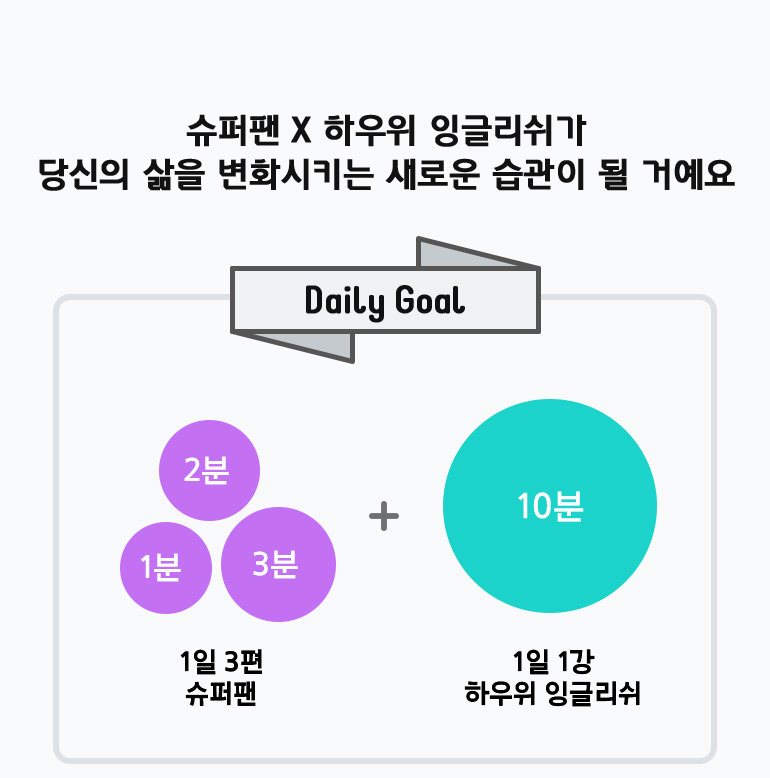 슈퍼팬 X 하우위 잉글리쉬가
당신의 삶을 변화시키는 새로운 습관이 될 거예요
Daily Goal
2분
1분
3분
+
10분
1일 3편
슈퍼팬
1일 1강
하우위 잉글리쉬